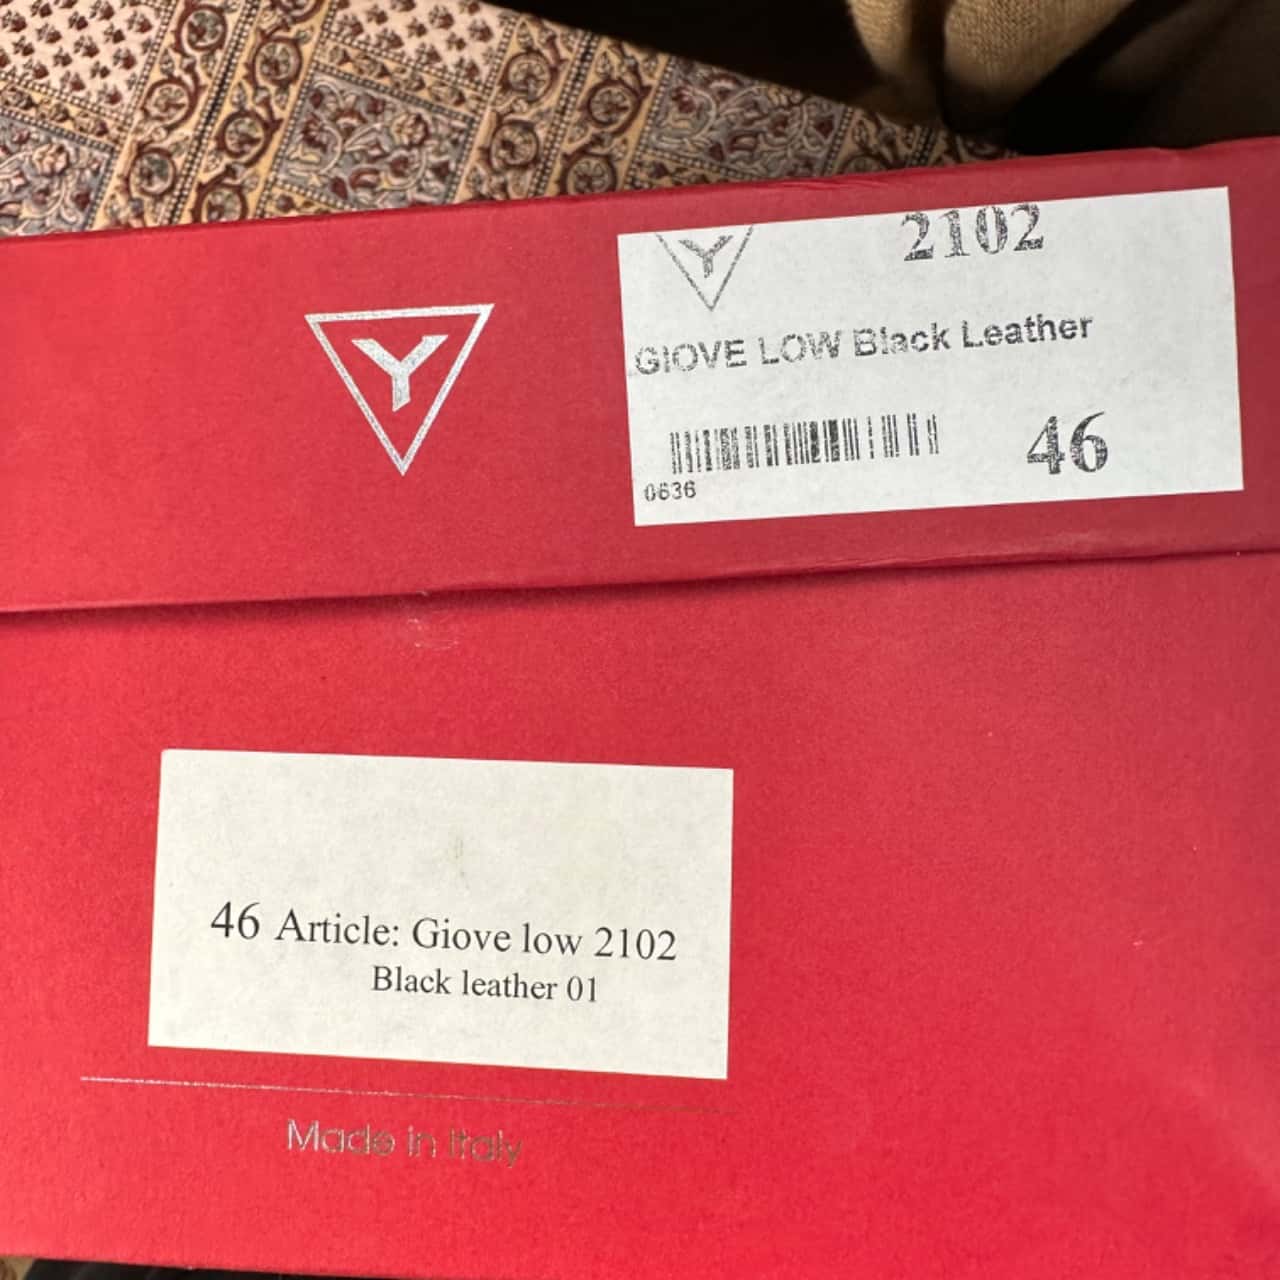 Y
2102
Y
GIOVE LOW Black Leather
46
0636
46 Article: Giove low 2102
Black leather 01
Made in Italy